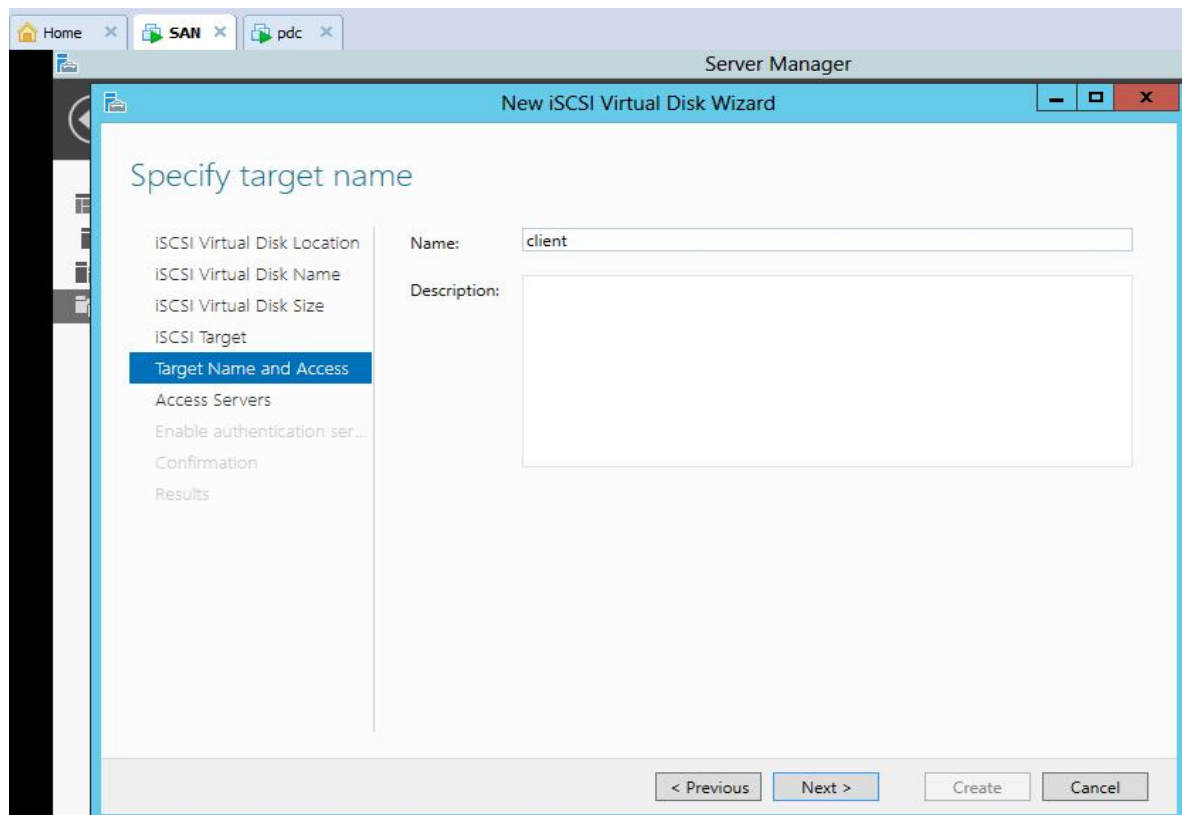 Home SAN pdc
Server Manager
New iSCSI Virtual Disk Wizard
Specify target name
iSCSI Virtual Disk Location
iSCSI Virtual Disk Name
iSCSI Virtual Disk Size
iSCSI Target
Target Name and Access
Access Servers
Enable authentication ser...
Confirmation
Results
Name: client
Description:
< Previous Next > Create Cancel